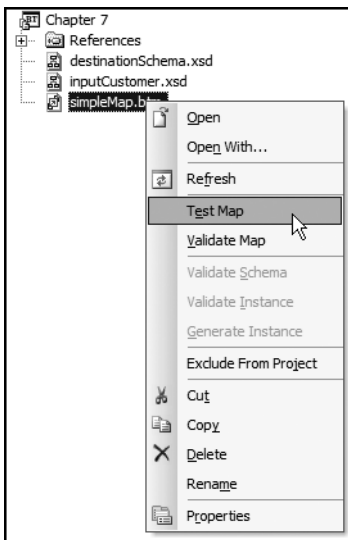 Chapter 7
References
destinationSchema.xsd
inputCustomer.xsd
simpleMap.b
Open
Open With...
Refresh
Test Map
Validate Map
Validate Schema
Validate Instance
Generate Instance
Exclude From Project
Cut
Copy
Delete
Rename
Properties